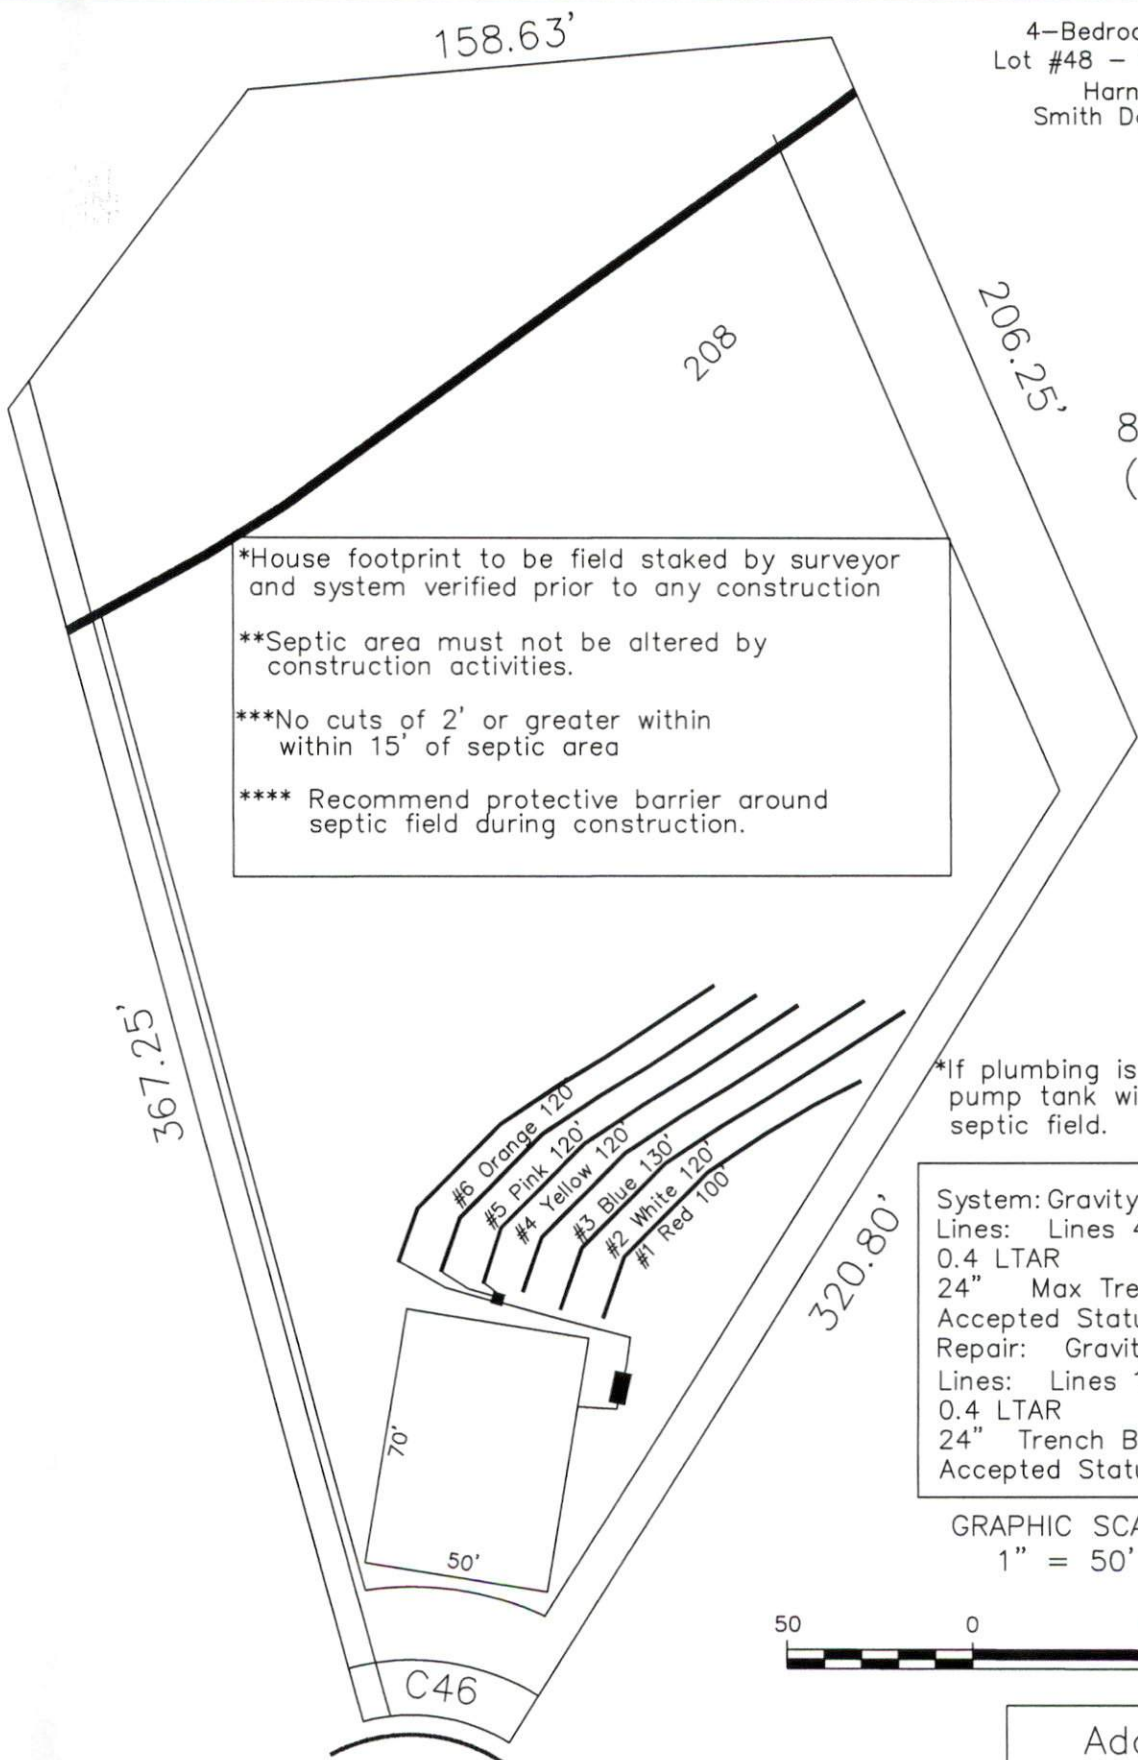 158.63'
4-Bedroo
Lot #48 -
Harn
Smith D
206.25'
208
8
(
*House footprint to be field staked by surveyor
and system verified prior to any construction
**Septic area must not be altered by
construction activities.
***No cuts of 2' or greater within
within 15' of septic area
**** Recommend protective barrier around
septic field during construction.
367.25'
*If plumbing is
pump tank wi
septic field.
#6 Orange 120
#5 Pink 120'
#4 Yellow 120'
#3 Blue 130'
#2 White 120'
#1 Red 100'
320.80'
System: Gravity
Lines: Lines 4
0.4 LTAR
24" Max Tre
Accepted Statu
Repair: Gravit
Lines: Lines 1
0.4 LTAR
24" Trench B
Accepted Statu
70'
50'
GRAPHIC SCA
1" = 50'
50 0
C46
Add